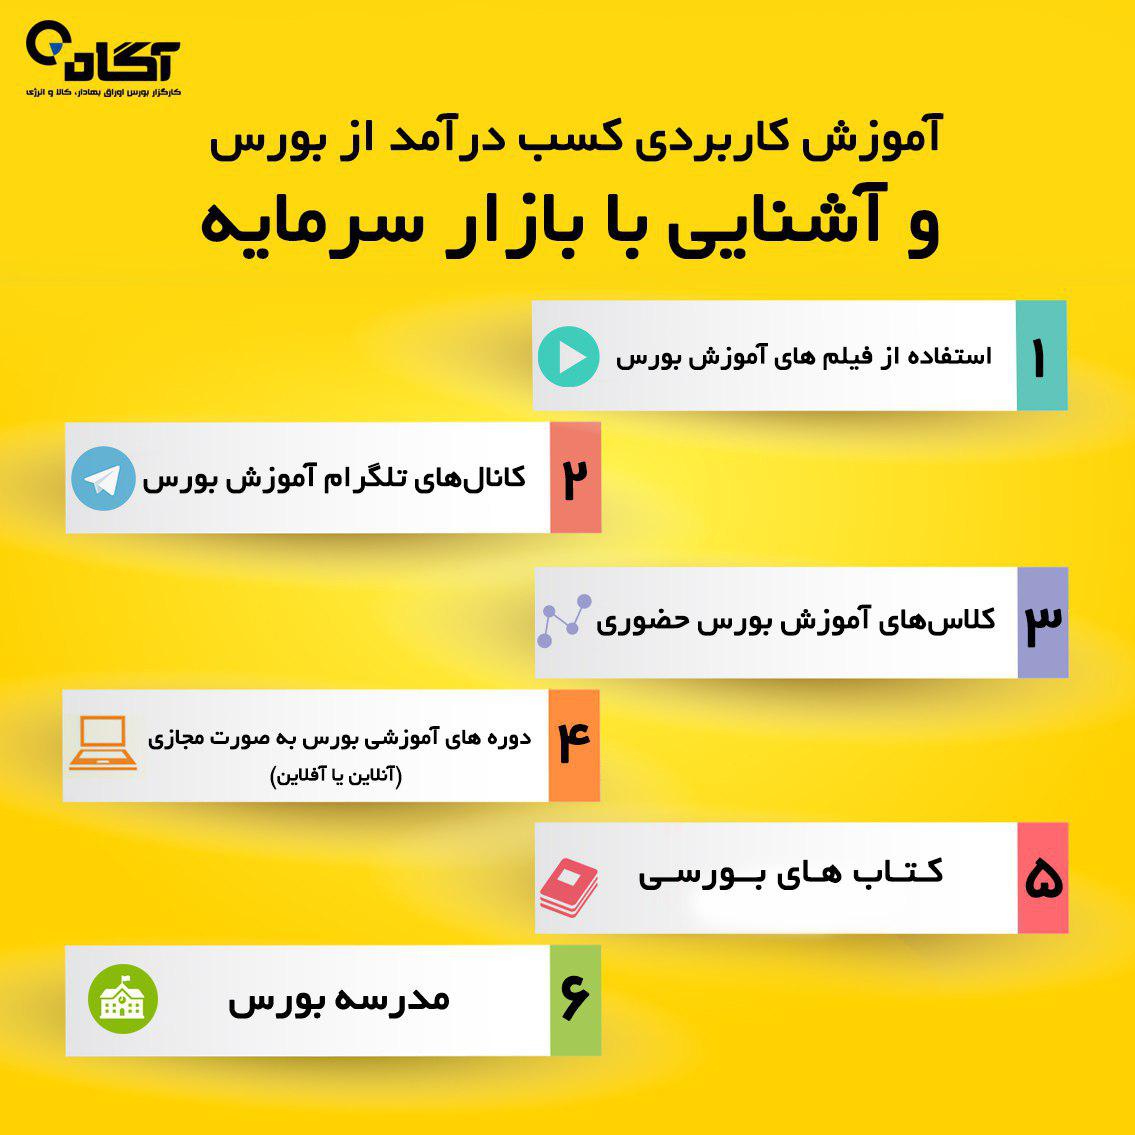 آگاه
کارگزار بورس اوراق بهادار، کالا و انرژی
آموزش کاربردی کسب درآمد از بورس
و آشنایی با بازار سرمایه
۱
استفاده از فیلم های آموزش بورس
۲
کانال‌های تلگرام آموزش بورس
۳
کلاس‌های آموزش بورس حضوری
۴
دوره های آموزشی بورس به صورت مجازی
(آنلاین یا آفلاین)
۵
کـتـاب هـای بــورسـی
۶
مدرسه بورس